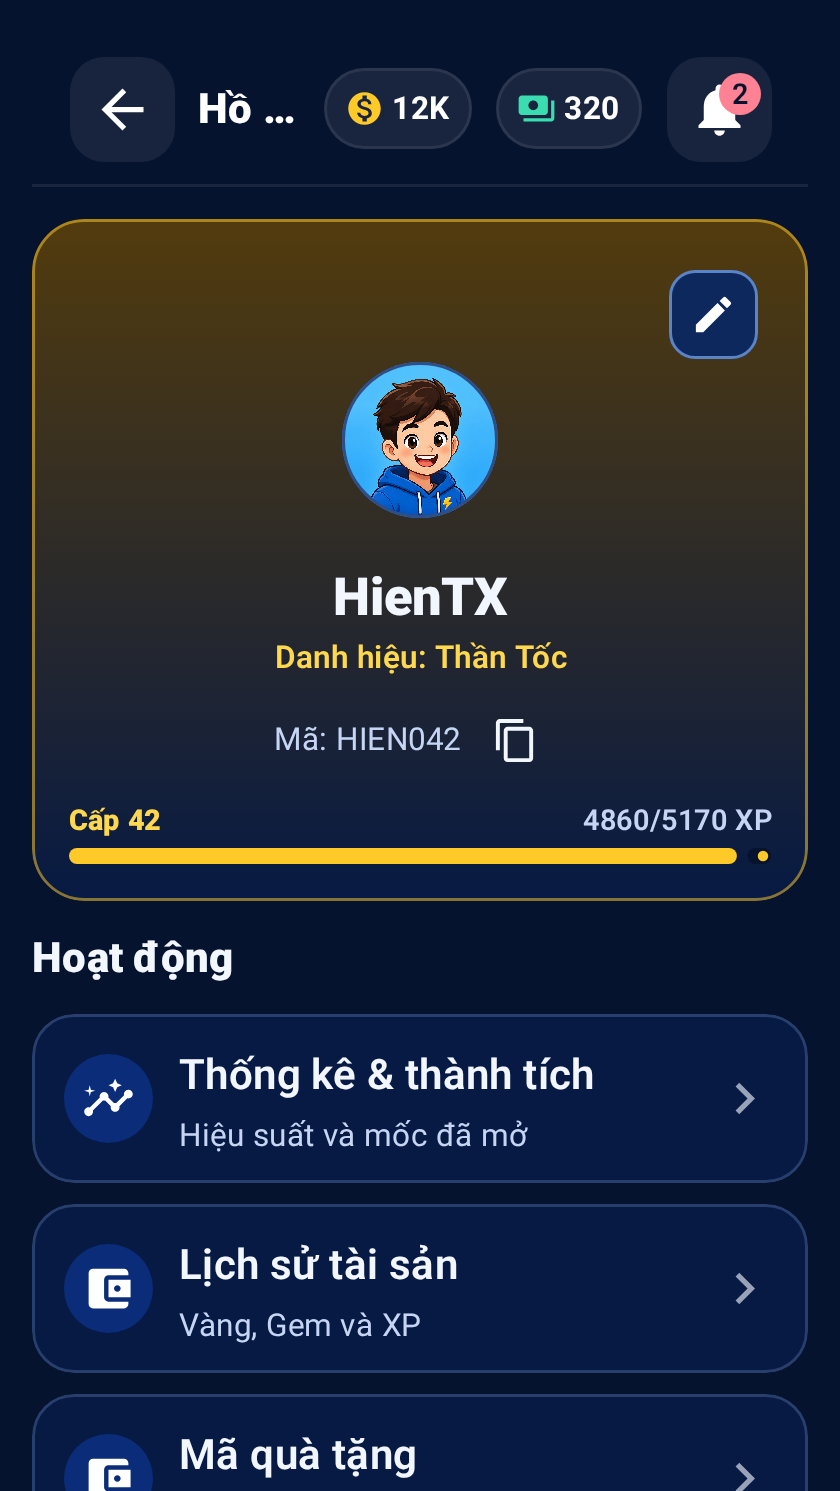 Hồ ...
12K
320
2
HienTX
Danh hiệu: Thần Tốc
Mã: HIEN042
Cấp 42
4860/5170 XP
Hoạt động
Thống kê & thành tích
Hiệu suất và mốc đã mở
Lịch sử tài sản
Vàng, Gem và XP
Mã quà tặng